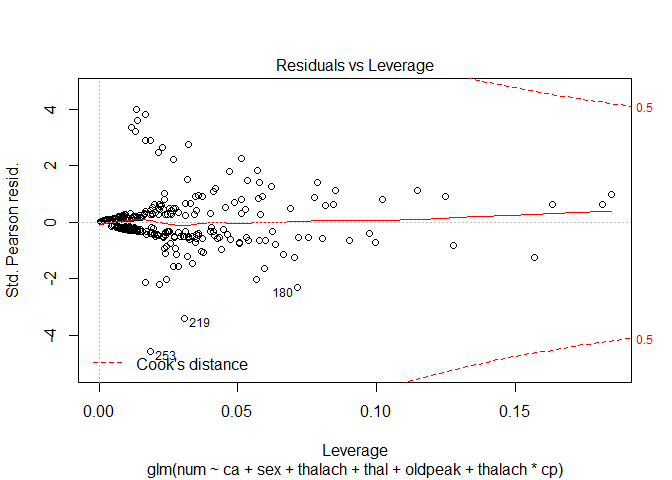 Residuals vs Leverage
Std. Pearson resid.
4
2
0
-2
-4
0.5
0.5
180
219
253
Cook's distance
0.00
0.05
0.10
0.15
Leverage
glm(num ~ ca + sex + thalach + thal + oldpeak + thalach * cp)